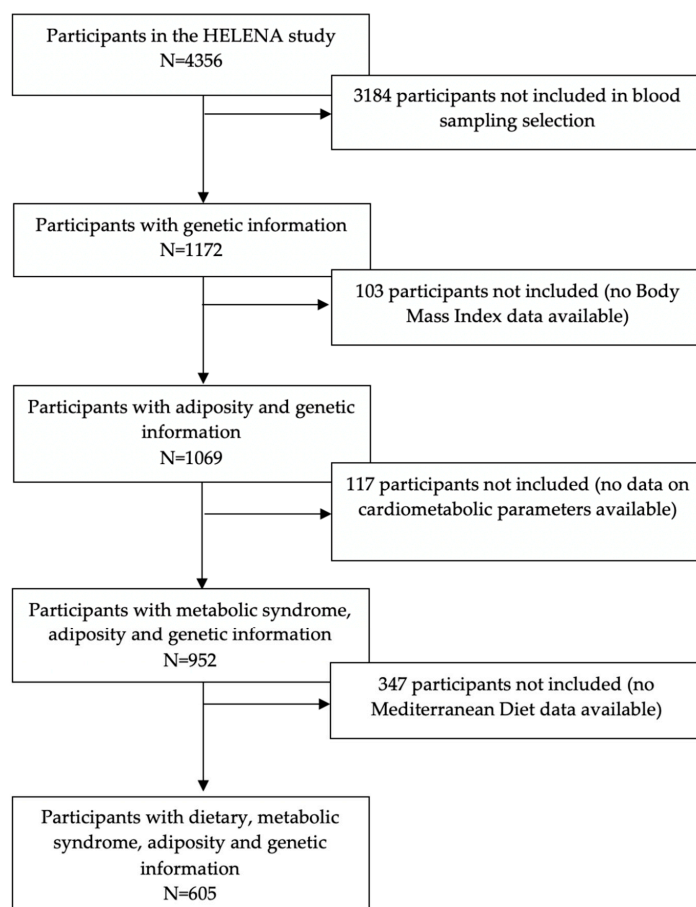 Participants in the HELENA study
N=4356
3184 participants not included in blood
sampling selection
Participants with genetic information
N=1172
103 participants not included (no Body
Mass Index data available)
Participants with adiposity and genetic
information
N=1069
117 participants not included (no data on
cardiometabolic parameters available)
Participants with metabolic syndrome,
adiposity and genetic information
N=952
347 participants not included (no
Mediterranean Diet data available)
Participants with dietary, metabolic
syndrome, adiposity and genetic
information
N=605